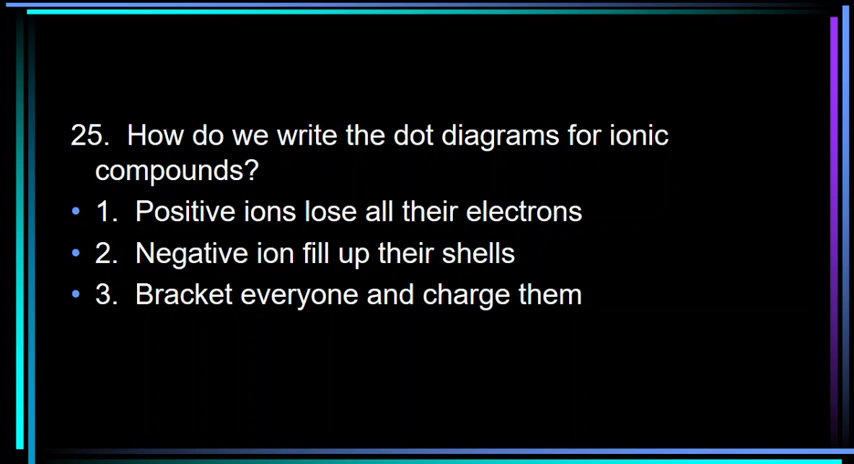 25. How do we write the dot diagrams for ionic
compounds?
• 1. Positive ions lose all their electrons
• 2. Negative ion fill up their shells
• 3. Bracket everyone and charge them